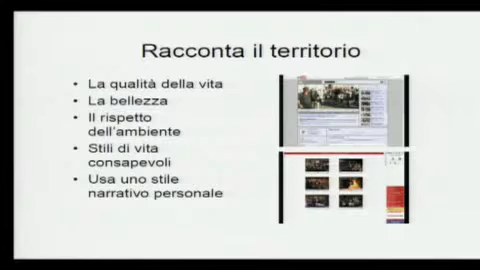 Racconta il territorio
• La qualità della vita
• La bellezza
• Il rispetto
dell'ambiente
• Stili di vita
consapevoli
• Usa uno stile
narrativo personale